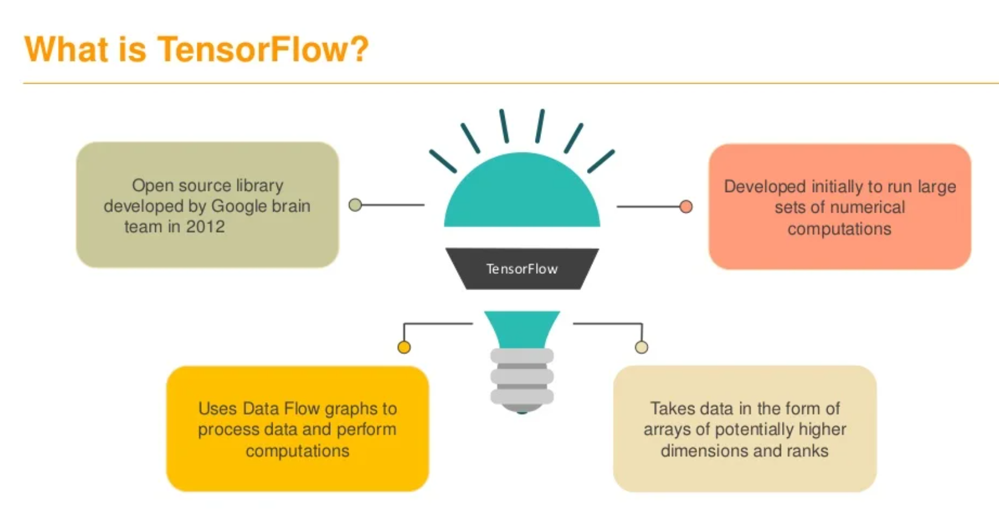 What is TensorFlow?
Open source library
developed by Google brain
team in 2012
Developed initially to run large
sets of numerical
computations
TensorFlow
Uses Data Flow graphs to
process data and perform
computations
Takes data in the form of
arrays of potentially higher
dimensions and ranks